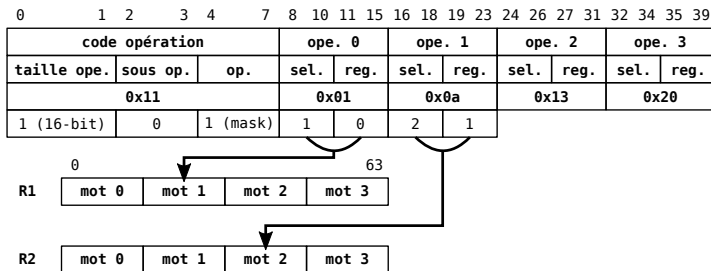 0 1 2 3 4 7 8 10 11 15 16 18 19 23 24 26 27 31 32 34 35 39
code opération ope. 0 ope. 1 ope. 2 ope. 3
taille ope. sous op. op. sel. reg. sel. reg. sel. reg. sel. reg.
0x11 0x01 0x0a 0x13 0x20
1 (16-bit) 0 1 (mask) 1 0 2 1
0 63
R1 mot 0 mot 1 mot 2 mot 3
R2 mot 0 mot 1 mot 2 mot 3